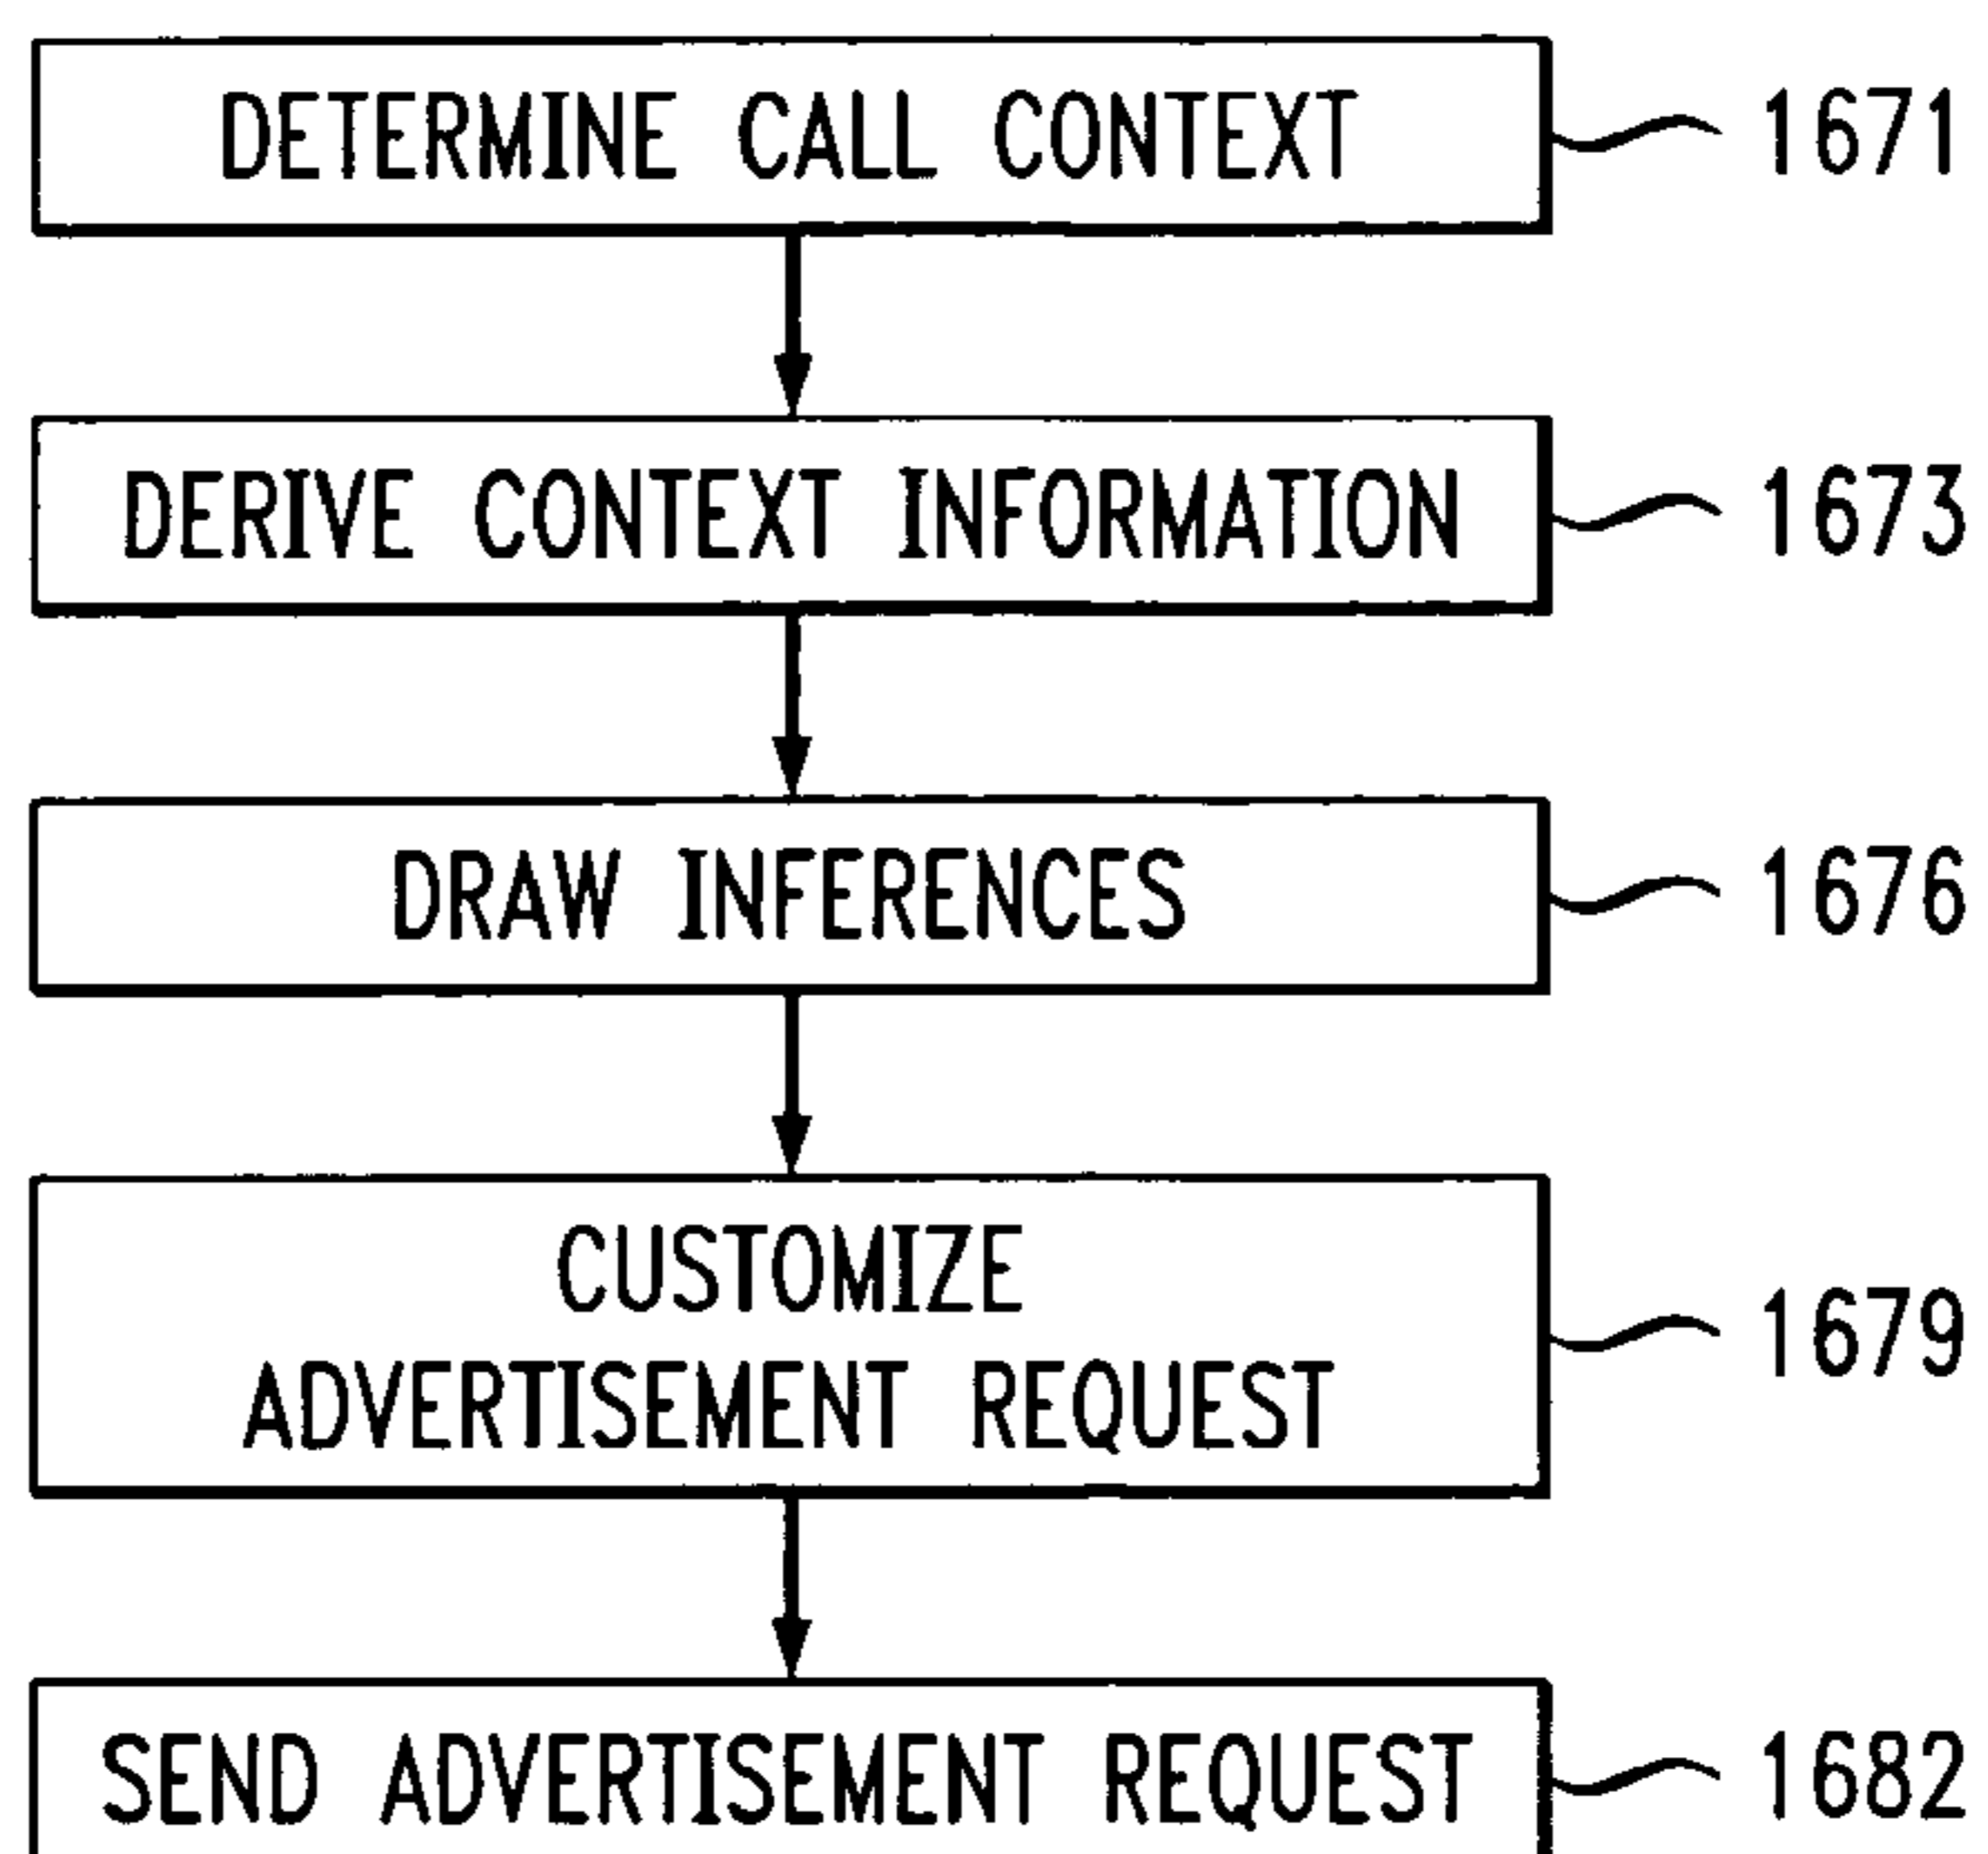 DETERMINE CALL CONTEXT 1671
DERIVE CONTEXT INFORMATION 1673
DRAW INFERENCES 1676
CUSTOMIZE
ADVERTISEMENT REQUEST 1679
SEND ADVERTISEMENT REQUEST 1682